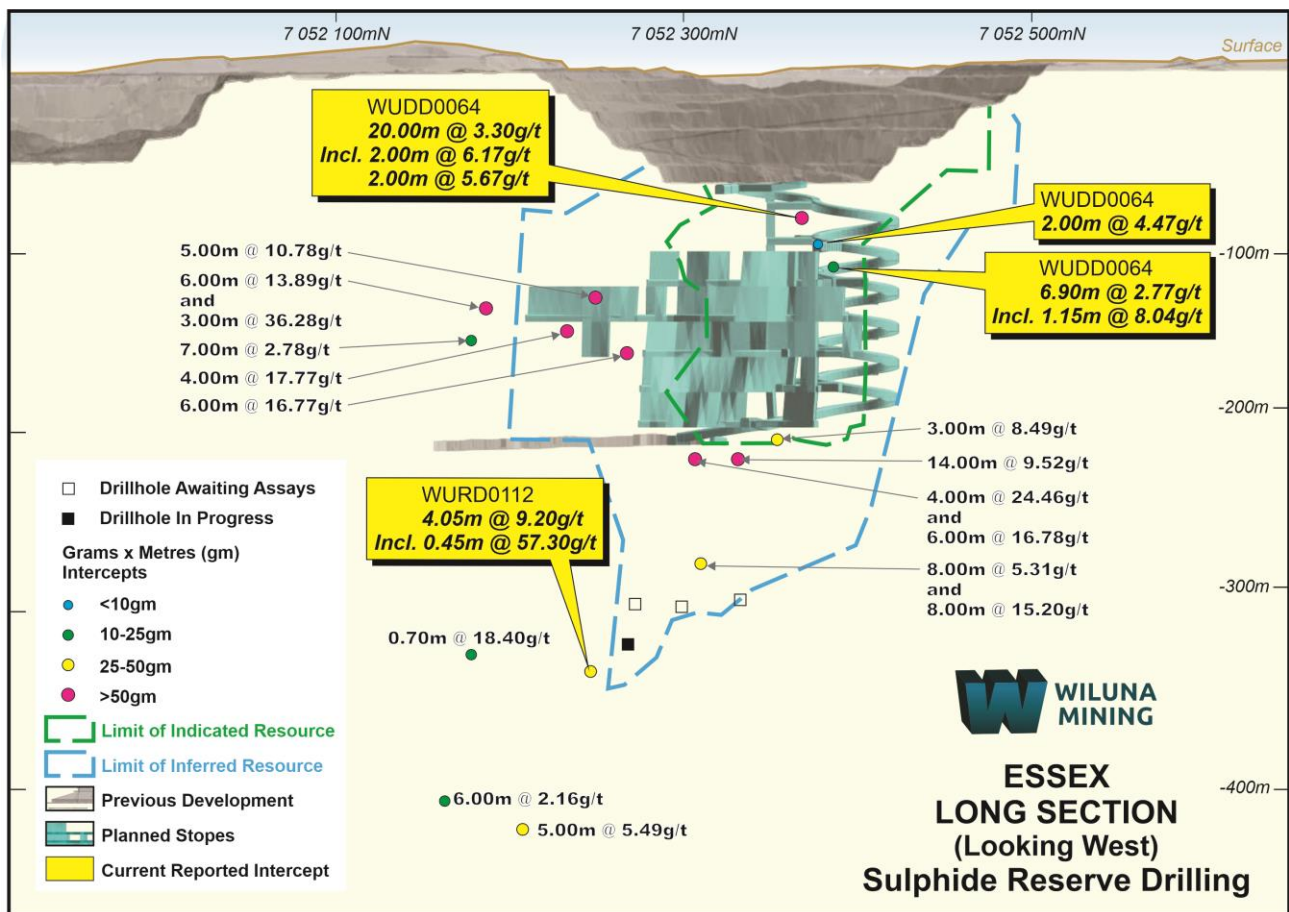 7 052 100mN
7 052 300mN
7 052 500mN
Surface
WUDD0064
20.00m @ 3.30g/t
Incl. 2.00m @ 6.17g/t
2.00m @ 5.67g/t
WUDD0064
2.00m @ 4.47g/t
WUDD0064
6.90m @ 2.77g/t
Incl. 1.15m @ 8.04g/t
-100m
-200m
-300m
-400m
5.00m @ 10.78g/t
6.00m @ 13.89g/t
and
3.00m @ 36.28g/t
7.00m @ 2.78g/t
4.00m @ 17.77g/t
6.00m @ 16.77g/t
3.00m @ 8.49g/t
14.00m @ 9.52g/t
4.00m @ 24.46g/t
and
6.00m @ 16.78g/t
8.00m @ 5.31g/t
and
8.00m @ 15.20g/t
WURD0112
4.05m @ 9.20g/t
Incl. 0.45m @ 57.30g/t
0.70m @ 18.40g/t
6.00m @ 2.16g/t
5.00m @ 5.49g/t
Drillhole Awaiting Assays
Drillhole In Progress
Grams x Metres (gm)
Intercepts
<10gm
10-25gm
25-50gm
>50gm
Limit of Indicated Resource
Limit of Inferred Resource
Previous Development
Planned Stopes
Current Reported Intercept
WILUNA
MINING
ESSEX
LONG SECTION
(Looking West)
Sulphide Reserve Drilling